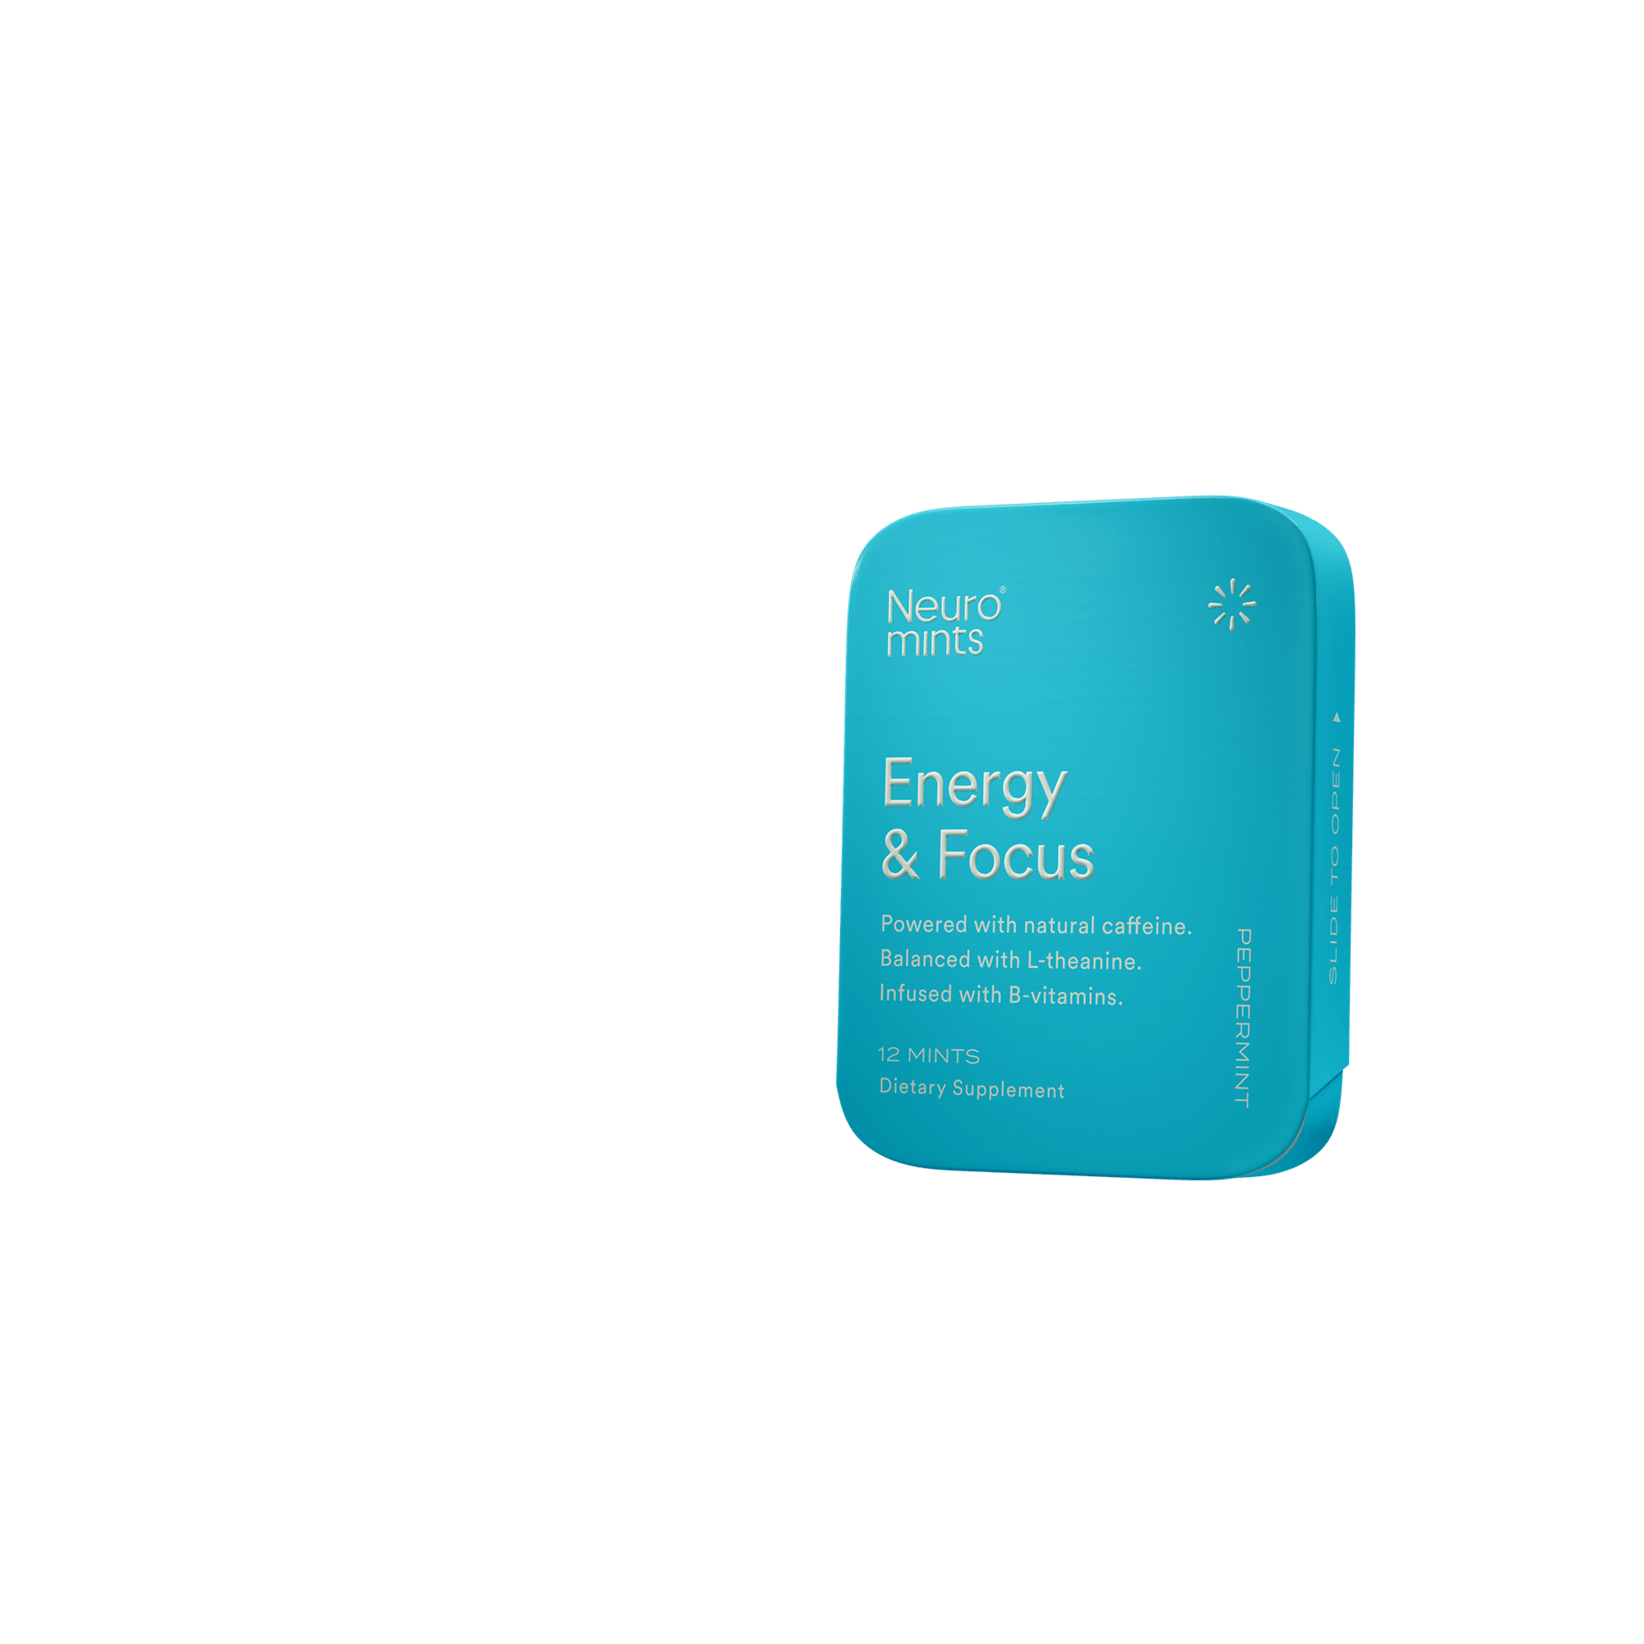 Neuro®
mints
Energy
& Focus
Powered with natural caffeine.
Balanced with L-theanine.
Infused with B-vitamins.
12 MINTS
Dietary Supplement
PEPPERMINT
SLIDE TO OPEN ▲